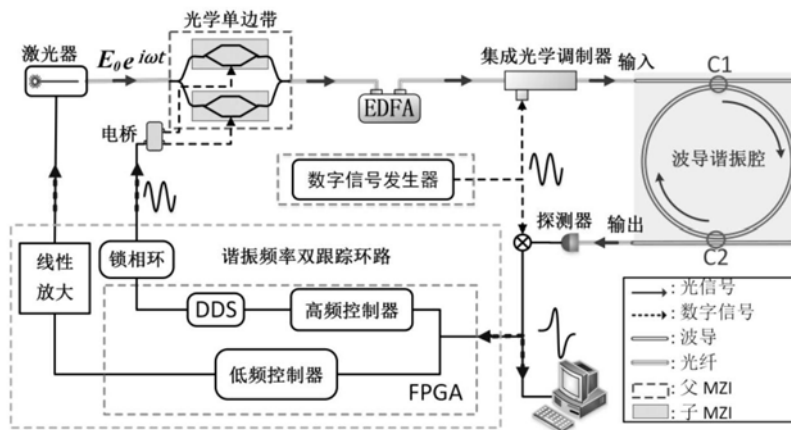 光学单边带
激光器
E₀e^{iωt}
集成光学调制器
输入
C1
EDFA
电桥
波导谐振腔
数字信号发生器
探测器
输出
C2
谐振频率双跟踪环路
线性
放大
锁相环
DDS
高频控制器
低频控制器
FPGA
:光信号
:数字信号
:波导
:光纤
:父 MZI
:子 MZI